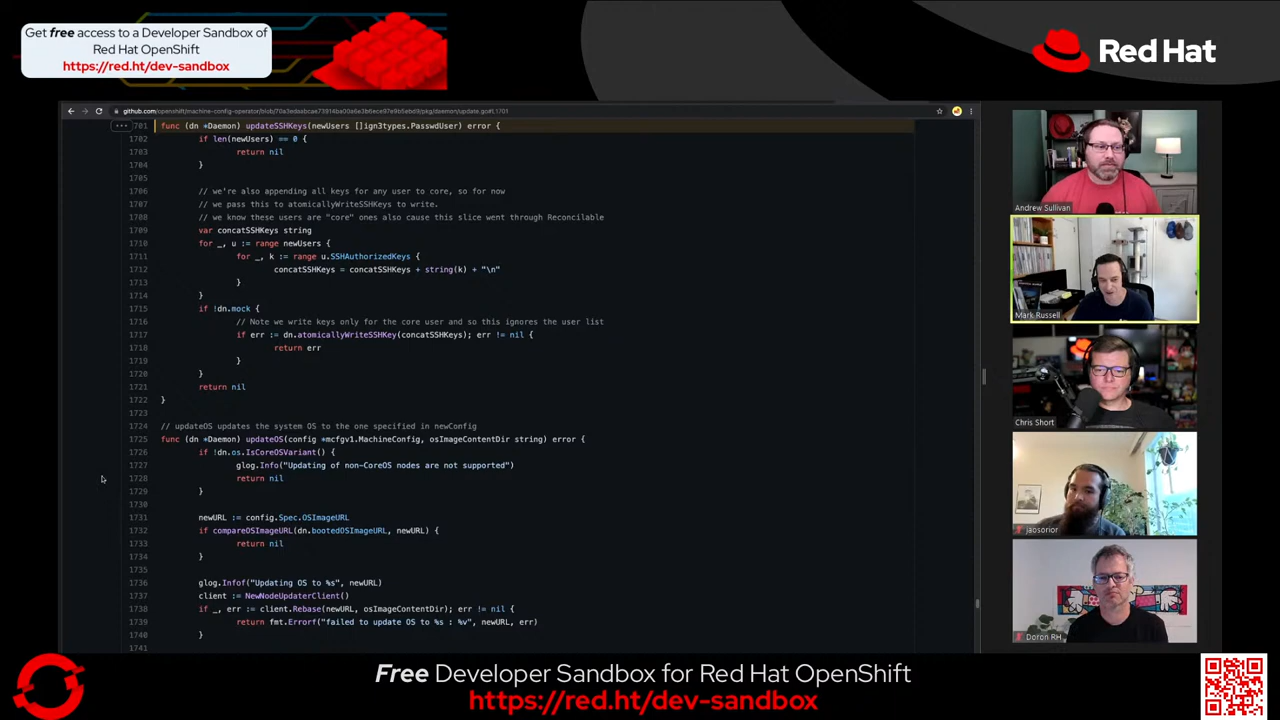 Get free access to a Developer Sandbox of
Red Hat OpenShift
https://red.ht/dev-sandbox
Red Hat
1701 func (dn *Daemon) updateSSHKeys(newUsers []ign3types.PasswdUser) error {
1702 if len(newUsers) == 0 {
1703 return nil
1704 }
1705
1706 // we're also appending all keys for any user to core, so for now
1707 // we pass this to atomicallyWriteSSHKeys to write.
1708 // we know these users are "core" ones also cause this slice went through Reconcilable
1709 var concatSSHKeys string
1710 for _, u := range newUsers {
1711 for _, k := range u.SSHAuthorizedKeys {
1712 concatSSHKeys = concatSSHKeys + string(k) + "\n"
1713 }
1714 }
1715 if !dn.mock {
1716 // Note we write keys only for the core user and so this ignores the user list
1717 if err := dn.atomicallyWriteSSHKey(concatSSHKeys); err != nil {
1718 return err
1719 }
1720 }
1721 return nil
1722 }
1723
1724 // updateOS updates the system OS to the one specified in newConfig
1725 func (dn *Daemon) updateOS(config *mcfgv1.MachineConfig, osImageContentDir string) error {
1726 if !dn.os.IsCoreOSVariant() {
1727 glog.Info("Updating of non-CoreOS nodes are not supported")
1728 return nil
1729 }
1730
1731 newURL := config.Spec.OSImageURL
1732 if compareOSImageURL(dn.bootedOSImageURL, newURL) {
1733 return nil
1734 }
1735
1736 glog.Infof("Updating OS to %s", newURL)
1737 client := NewNodeUpdaterClient()
1738 if _, err := client.Rebase(newURL, osImageContentDir); err != nil {
1739 return fmt.Errorf("failed to update OS to %s : %v", newURL, err)
1740 }
1741
Andrew Sullivan
Mark Russell
Chris Short
jaosorior
Doron RH
Free Developer Sandbox for Red Hat OpenShift
https://red.ht/dev-sandbox